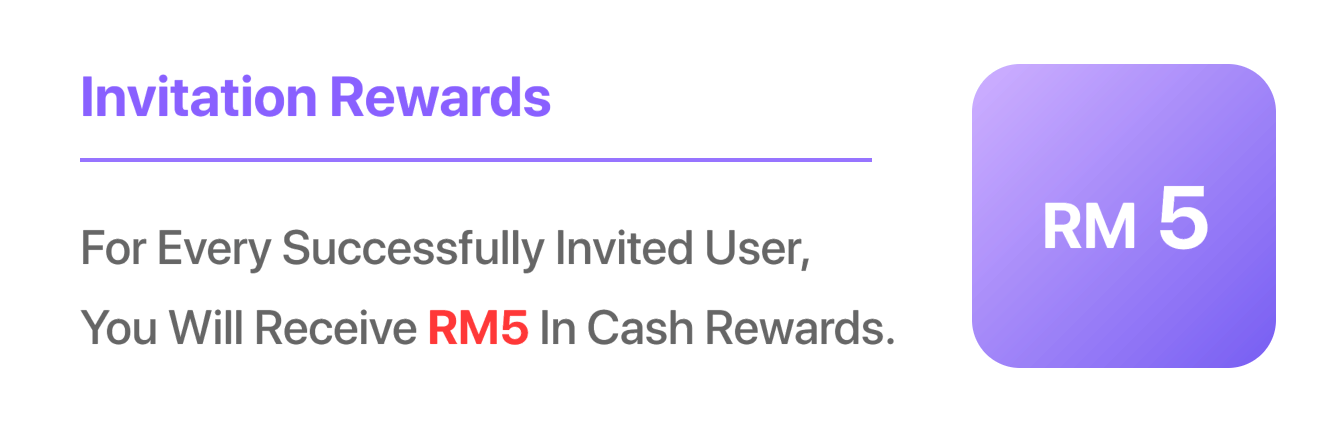 Invitation Rewards
For Every Successfully Invited User,
You Will Receive RM5 In Cash Rewards.
RM 5